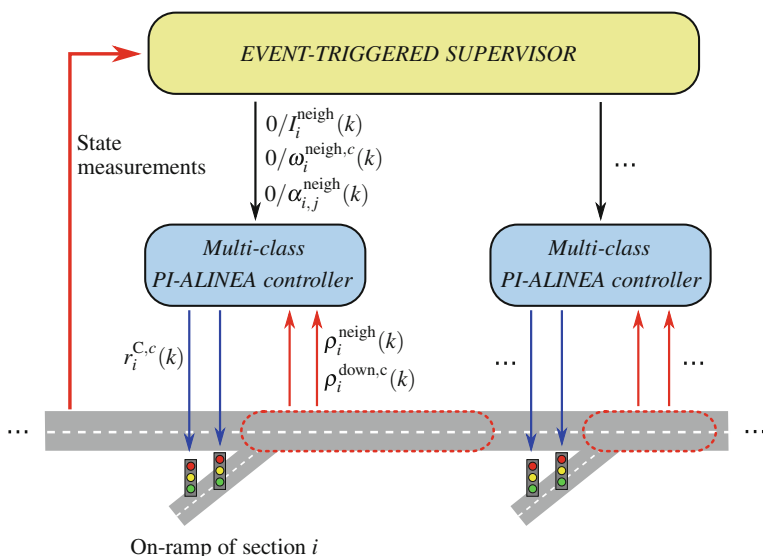 EVENT-TRIGGERED SUPERVISOR
State
measurements
0/I_i^{neigh}(k)
0/ω_i^{neigh,c}(k)
0/α_{i,j}^{neigh}(k)
...
Multi-class
PI-ALINEA controller
Multi-class
PI-ALINEA controller
r_i^{C,c}(k)
ρ_i^{neigh}(k)
ρ_i^{down,c}(k)
... ...
... ...
On-ramp of section i